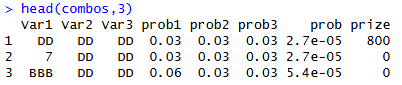 > head(combos,3)
Var1 Var2 Var3 prob1 prob2 prob3 prob prize
1 DD DD DD 0.03 0.03 0.03 2.7e-05 800
2 7 DD DD 0.03 0.03 0.03 2.7e-05 0
3 BBB DD DD 0.06 0.03 0.03 5.4e-05 0